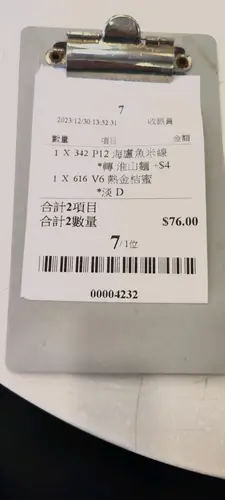 7
2023/12/30 13:32:31 收銀員
數量 項目 金額
1 X 342 P12 海鱸魚米線
*轉 淮山麵 +$4
1 X 616 V6 熱金桔蜜
*淡 D
合計2項目
合計2數量 $76.00
7/1位
00004232